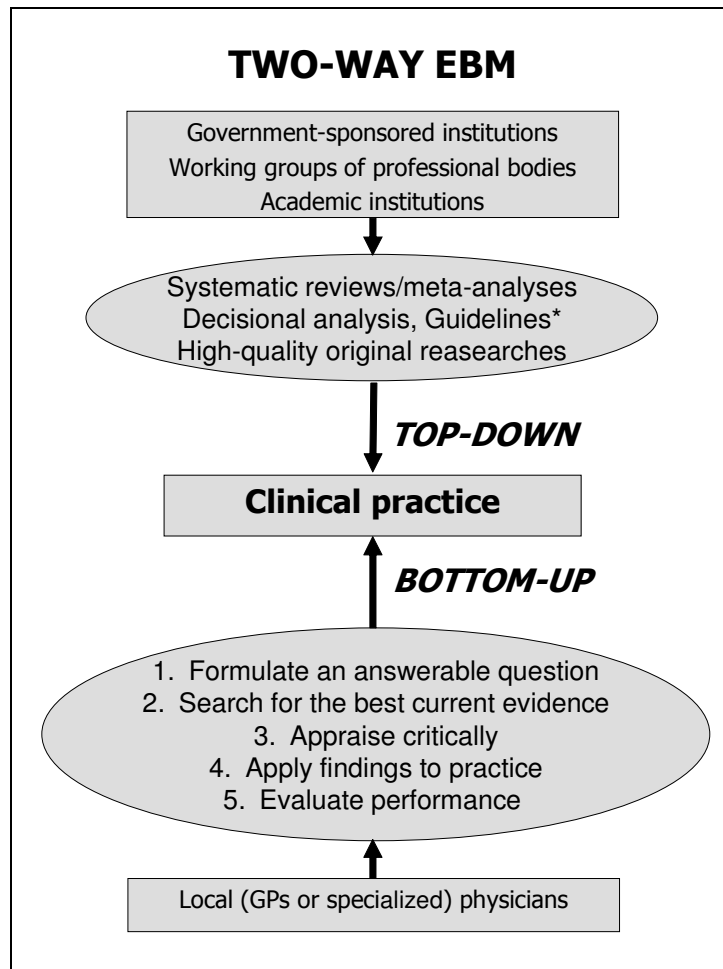 TWO-WAY EBM
Government-sponsored institutions
Working groups of professional bodies
Academic institutions
Systematic reviews/meta-analyses
Decisional analysis, Guidelines*
High-quality original reasearches
TOP-DOWN
Clinical practice
BOTTOM-UP
1. Formulate an answerable question
2. Search for the best current evidence
3. Appraise critically
4. Apply findings to practice
5. Evaluate performance
Local (GPs or specialized) physicians